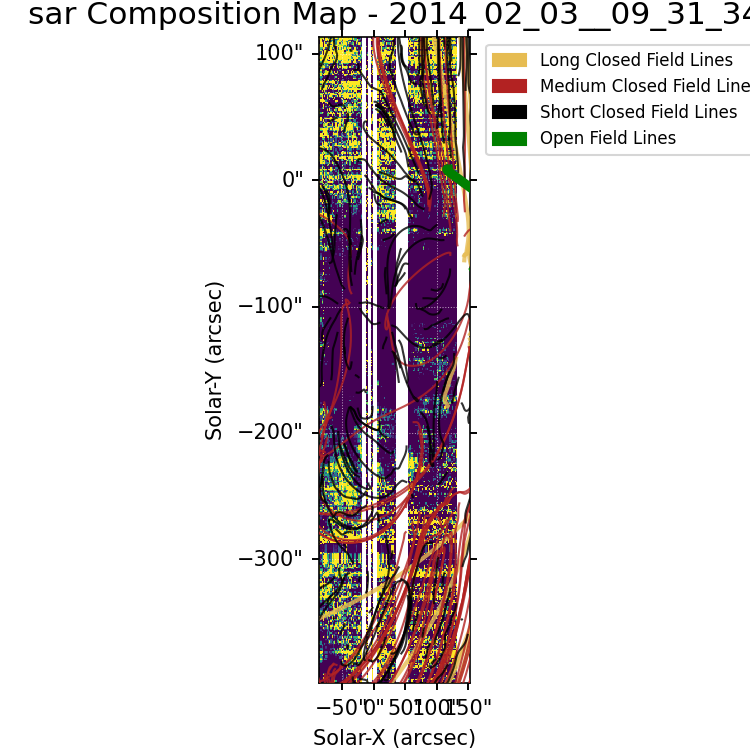 sar Composition Map - 2014_02_03__09_31_34
Long Closed Field Lines
Medium Closed Field Line
Short Closed Field Lines
Open Field Lines
100"
0"
−100"
−200"
−300"
Solar-Y (arcsec)
−50" 0" 50" 100" 150"
Solar-X (arcsec)